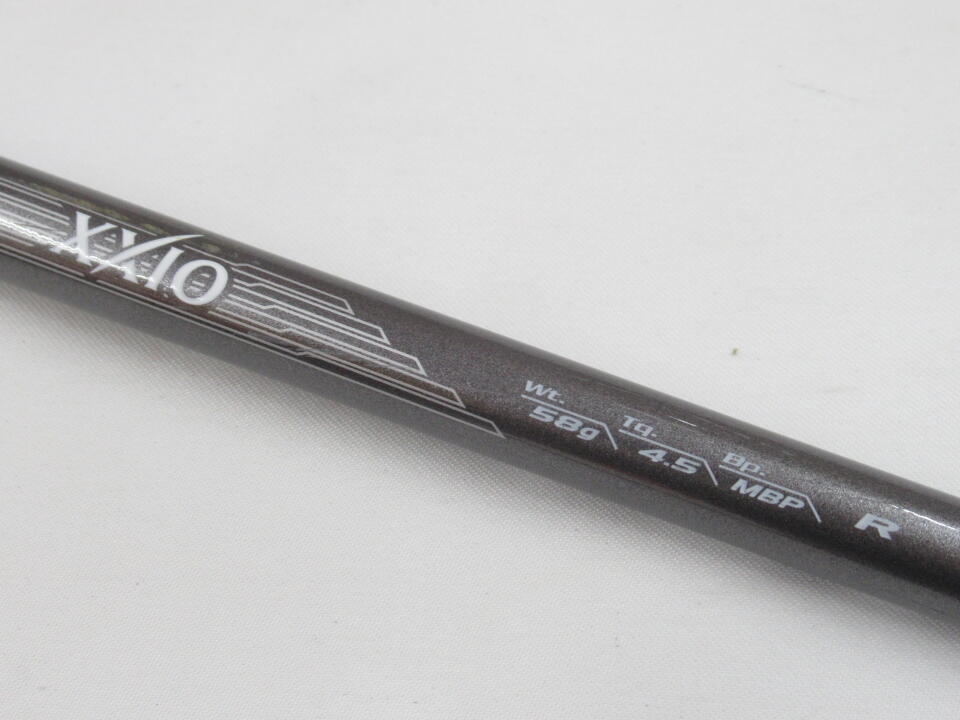 XXIO
Wt. Tq. Bp.
58g 4.5 MBP R